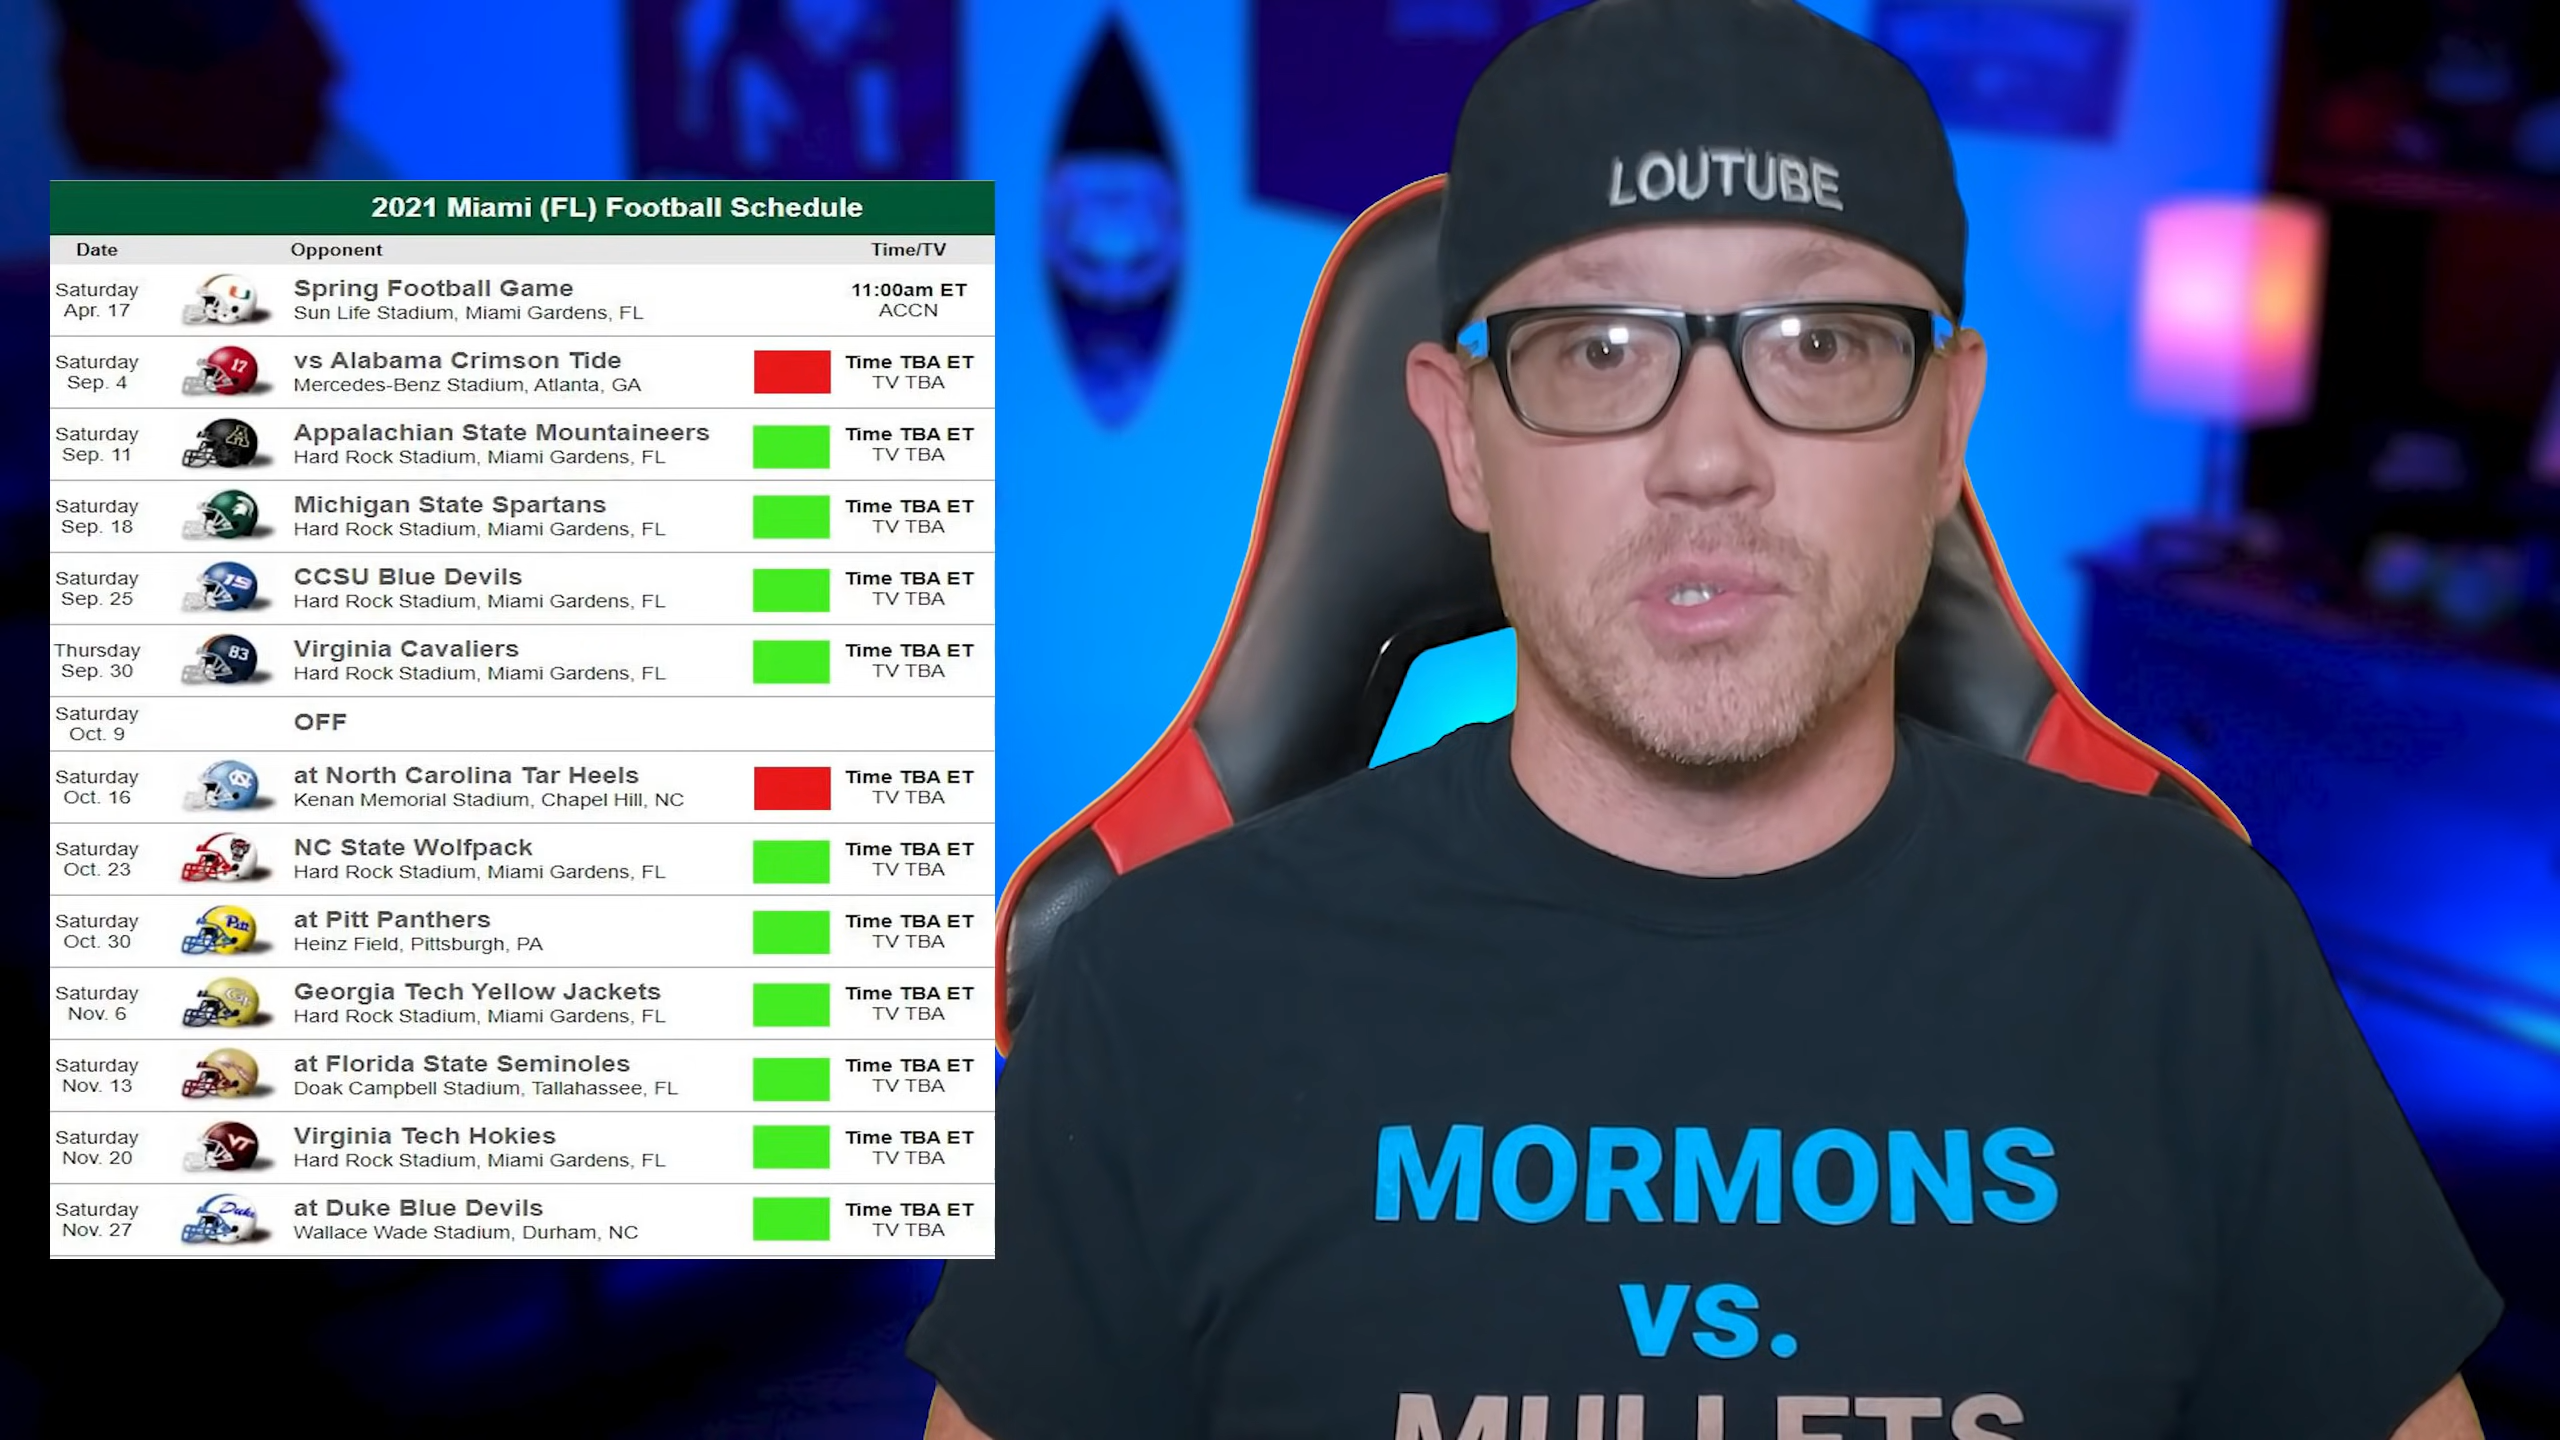 2021 Miami (FL) Football Schedule
Date Opponent Time/TV
Saturday
Apr. 17
U
Spring Football Game
Sun Life Stadium, Miami Gardens, FL
11:00am ET
ACCN
Saturday
Sep. 4
17
vs Alabama Crimson Tide
Mercedes-Benz Stadium, Atlanta, GA
Time TBA ET
TV TBA
Saturday
Sep. 11
A
Appalachian State Mountaineers
Hard Rock Stadium, Miami Gardens, FL
Time TBA ET
TV TBA
Saturday
Sep. 18
Michigan State Spartans
Hard Rock Stadium, Miami Gardens, FL
Time TBA ET
TV TBA
Saturday
Sep. 25
15
CCSU Blue Devils
Hard Rock Stadium, Miami Gardens, FL
Time TBA ET
TV TBA
Thursday
Sep. 30
83
Virginia Cavaliers
Hard Rock Stadium, Miami Gardens, FL
Time TBA ET
TV TBA
Saturday
Oct. 9
OFF
Saturday
Oct. 16
NC
at North Carolina Tar Heels
Kenan Memorial Stadium, Chapel Hill, NC
Time TBA ET
TV TBA
Saturday
Oct. 23
NC State Wolfpack
Hard Rock Stadium, Miami Gardens, FL
Time TBA ET
TV TBA
Saturday
Oct. 30
Pitt
at Pitt Panthers
Heinz Field, Pittsburgh, PA
Time TBA ET
TV TBA
Saturday
Nov. 6
GT
Georgia Tech Yellow Jackets
Hard Rock Stadium, Miami Gardens, FL
Time TBA ET
TV TBA
Saturday
Nov. 13
at Florida State Seminoles
Doak Campbell Stadium, Tallahassee, FL
Time TBA ET
TV TBA
Saturday
Nov. 20
VT
Virginia Tech Hokies
Hard Rock Stadium, Miami Gardens, FL
Time TBA ET
TV TBA
Saturday
Nov. 27
Duke
at Duke Blue Devils
Wallace Wade Stadium, Durham, NC
Time TBA ET
TV TBA
LOUTUBE
MORMONS
vs.
MULLETS